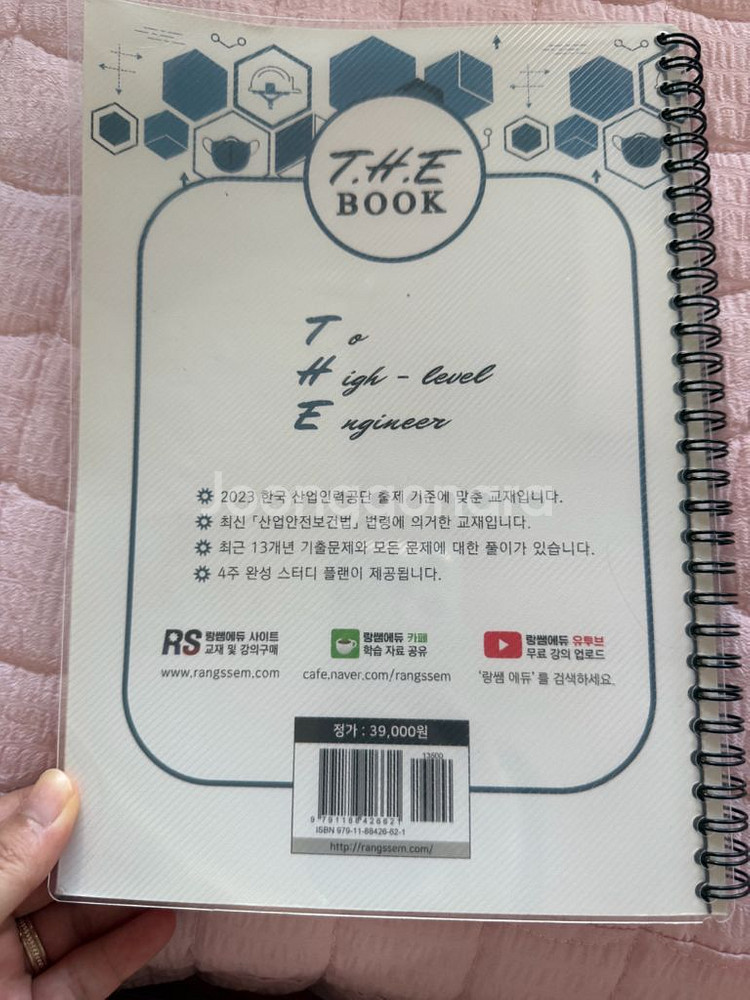 T.H.E
BOOK
To
High - level
Engineer
Joonggonara
2023 한국 산업인력공단 출제 기준에 맞춘 교재입니다.
최신 「산업안전보건법」 법령에 의거한 교재입니다.
최근 13개년 기출문제와 모든 문제에 대한 풀이가 있습니다.
4주 완성 스터디 플랜이 제공됩니다.
RS 랑쌤에듀 사이트
교재 및 강의구매
www.rangssem.com
랑쌤에듀 카페
학습 자료 공유
cafe.naver.com/rangssem
랑쌤에듀 유투브
무료 강의 업로드
'랑쌤 에듀' 를 검색하세요.
정가 : 39,000원
13500
9 791188 426621
ISBN 979-11-88426-62-1
http://rangssem.com/